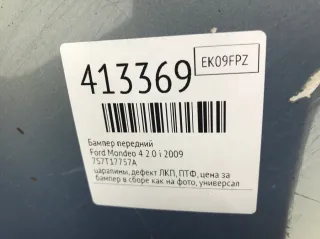 413369
EK09FPZ
Бампер передний
Ford Mondeo 4 2.0 i 2009
7S7117757A
царапины, дефект ЛКП, ПТФ, цена за
бампер в сборе как на фото, универсал